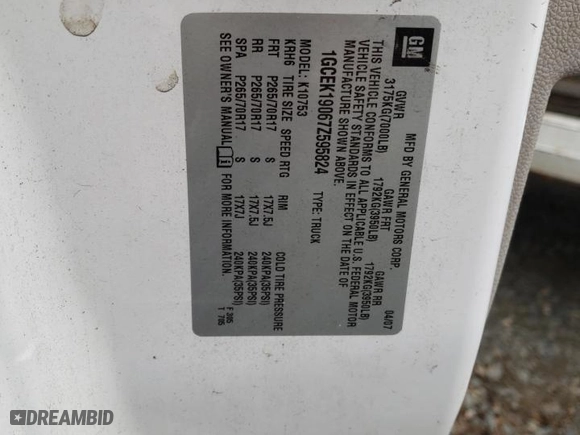 GM
MFD BY GENERAL MOTORS CORP. 04/07
GVWR GAWR FRT GAWR RR
3175KG(7000LB) 1792KG(3950LB) 1792KG(3950LB)
THIS VEHICLE CONFORMS TO ALL APPLICABLE U.S. FEDERAL MOTOR
VEHICLE SAFETY STANDARDS IN EFFECT ON THE DATE OF
MANUFACTURE SHOWN ABOVE.
1GCEK19067Z595824 TYPE: TRUCK
MODEL: K10753
KRH6 TIRE SIZE SPEED RTG RIM COLD TIRE PRESSURE
FRT P265/70R17 S 17X7.5J 240KPA(35PSI)
RR P265/70R17 S 17X7.5J 240KPA(35PSI)
SPA P265/70R17 S 17X7J 240KPA(35PSI)
SEE OWNER'S MANUAL FOR MORE INFORMATION.
DREAMBID